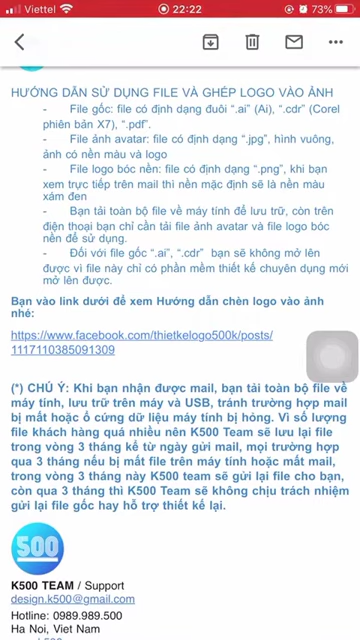 Viettel
22:22
73%
HƯỚNG DẪN SỬ DỤNG FILE VÀ GHÉP LOGO VÀO ẢNH
- File gốc: file có định dạng đuôi “.ai” (Ai), “.cdr” (Corel
phiên bản X7), “.pdf”.
- File ảnh avatar: file có định dạng “.jpg”, hình vuông,
ảnh có nền màu và logo
- File logo bóc nền: file có định dạng “.png”, khi bạn
xem trực tiếp trên mail thì nền mặc định sẽ là nền màu
xám đen
- Bạn tải toàn bộ file về máy tính để lưu trữ, còn trên
điện thoại bạn chỉ cần tải file ảnh avatar và file logo bóc
nền để sử dụng.
- Đối với file gốc “.ai”, “.cdr” bạn sẽ không mở lên
được vì file này chỉ có phần mềm thiết kế chuyên dụng mới
mở lên được.
Bạn vào link dưới để xem Hướng dẫn chèn logo vào ảnh
nhé:
https://www.facebook.com/thietkelogo500k/posts/
1117110385091309
(*) CHÚ Ý: Khi bạn nhận được mail, bạn tải toàn bộ file về
máy tính, lưu trữ trên máy và USB, tránh trường hợp mail
bị mất hoặc ổ cứng dữ liệu máy tính bị hỏng. Vì số lượng
file khách hàng quá nhiều nên K500 Team sẽ lưu lại file
trong vòng 3 tháng kể từ ngày gửi mail, mọi trường hợp
qua 3 tháng nếu bị mất file trên máy tính hoặc mất mail,
trong vòng 3 tháng này K500 team sẽ gửi lại file cho bạn,
còn qua 3 tháng thì K500 Team sẽ không chịu trách nhiệm
gửi lại file gốc hay hỗ trợ thiết kế lại.
500
K500 TEAM / Support
design.k500@gmail.com
Hotline: 0989.989.500
Ha Noi, Viet Nam